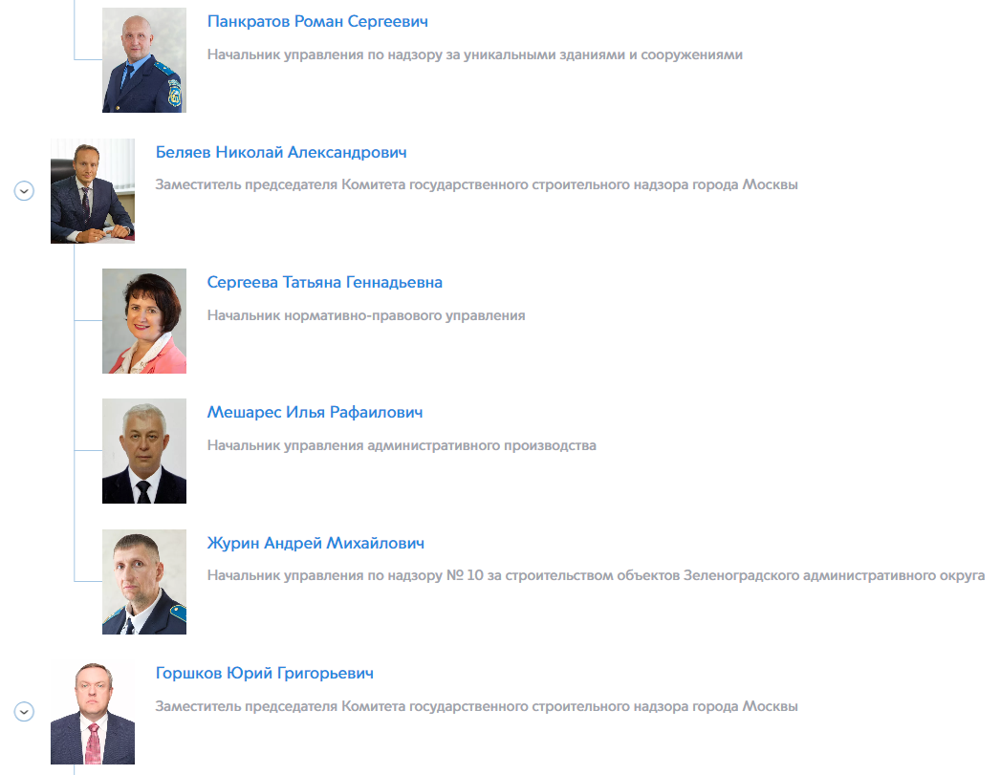 Панкратов Роман Сергеевич
Начальник управления по надзору за уникальными зданиями и сооружениями
Беляев Николай Александрович
Заместитель председателя Комитета государственного строительного надзора города Москвы
Сергеева Татьяна Геннадьевна
Начальник нормативно-правового управления
Мешарес Илья Рафаилович
Начальник управления административного производства
Журин Андрей Михайлович
Начальник управления по надзору № 10 за строительством объектов Зеленоградского административного округа
Горшков Юрий Григорьевич
Заместитель председателя Комитета государственного строительного надзора города Москвы